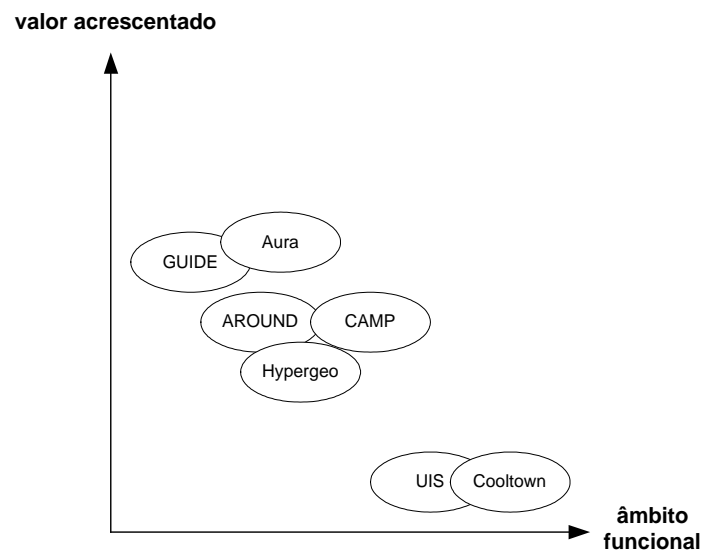 valor acrescentado
Aura
GUIDE
AROUND
CAMP
Hypergeo
UIS
Cooltown
âmbito
funcional